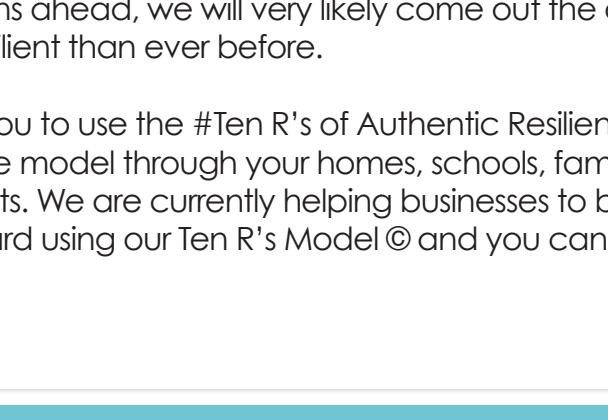 ns ahead, we will very likely come out the
lient than ever before.
ou to use the #Ten R's of Authentic Resilien
e model through your homes, schools, fam
ts. We are currently helping businesses to b
ard using our Ten R's Model © and you can